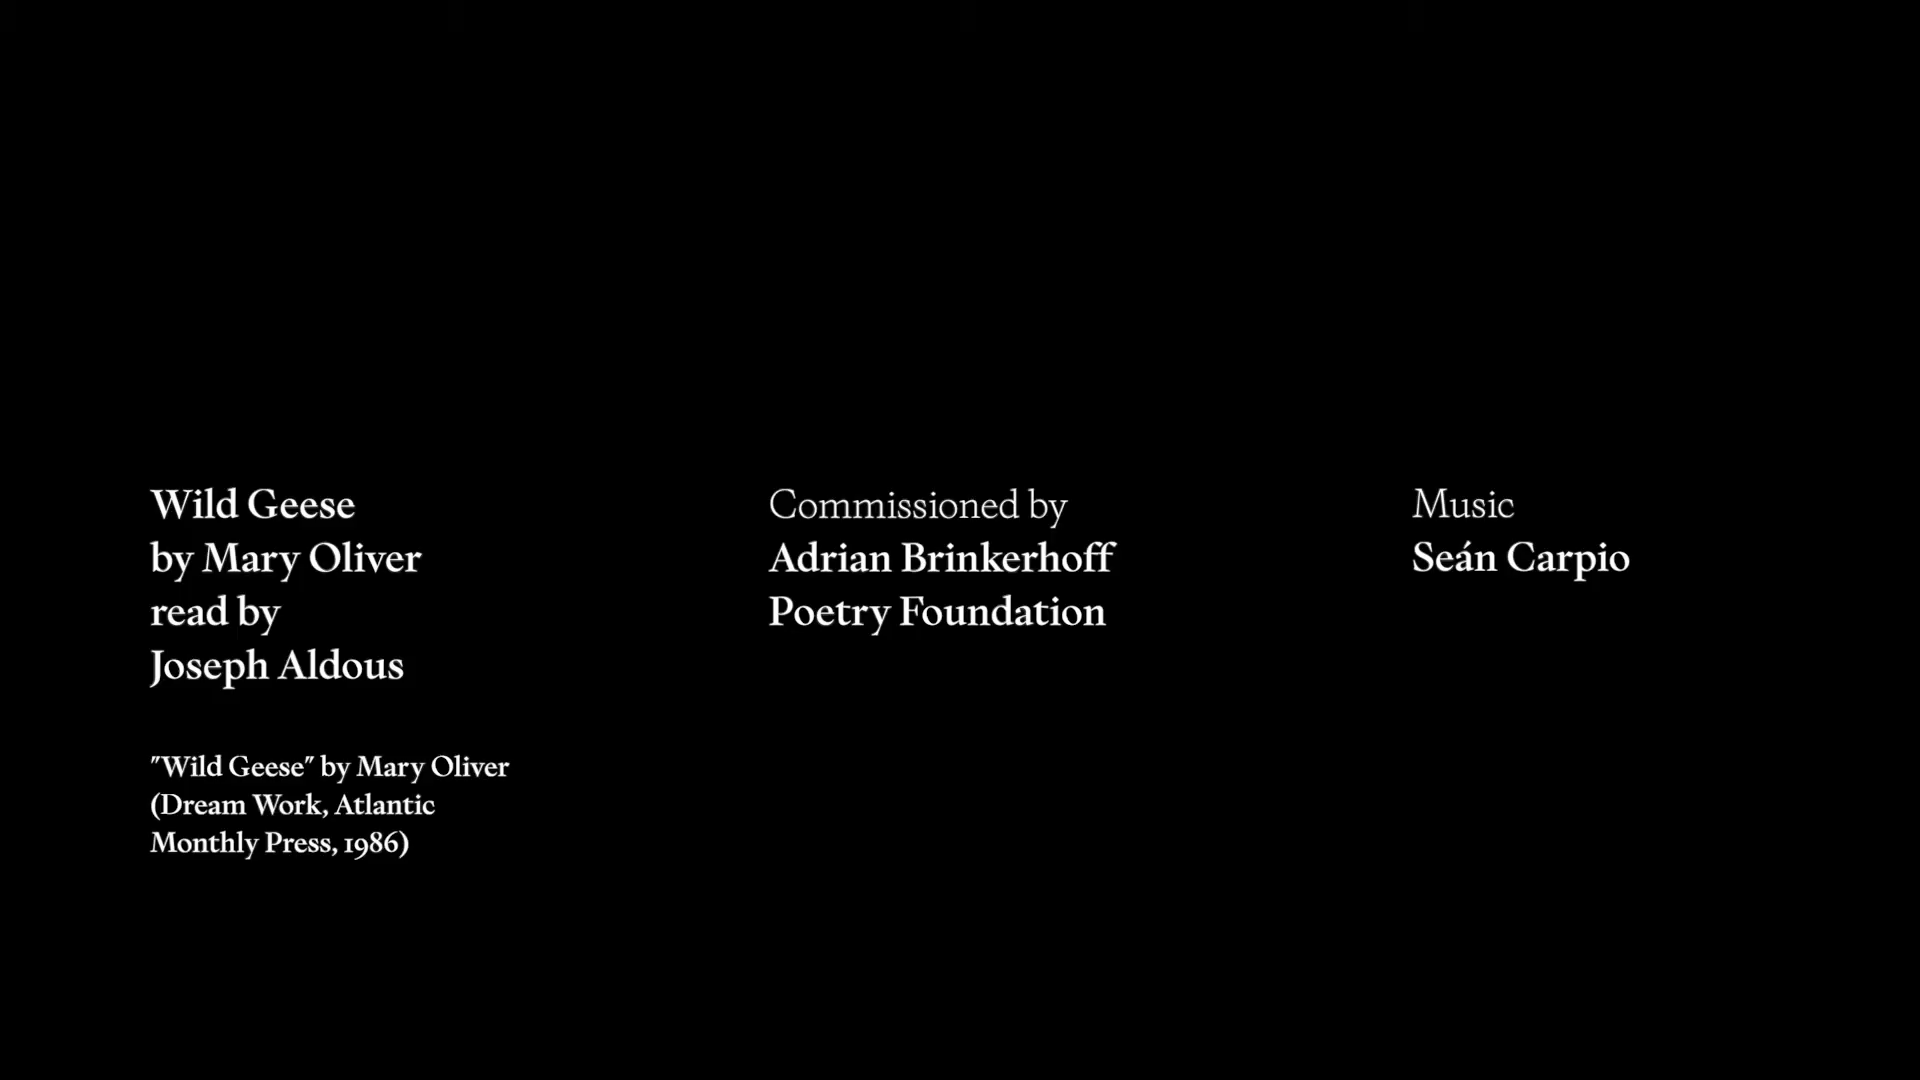 Wild Geese
by Mary Oliver
read by
Joseph Aldous
"Wild Geese" by Mary Oliver
(Dream Work, Atlantic
Monthly Press, 1986)
Commissioned by
Adrian Brinkerhoff
Poetry Foundation
Music
Seán Carpio